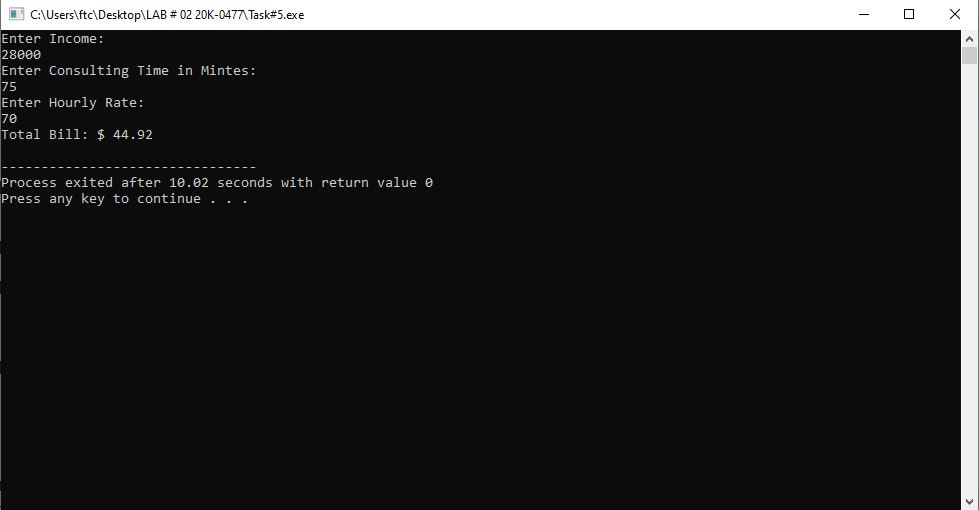 C:\Users\ftc\Desktop\LAB # 02 20K-0477\Task#5.exe
Enter Income:
28000
Enter Consulting Time in Mintes:
75
Enter Hourly Rate:
70
Total Bill: $ 44.92
--------------------------------
Process exited after 10.02 seconds with return value 0
Press any key to continue . . .